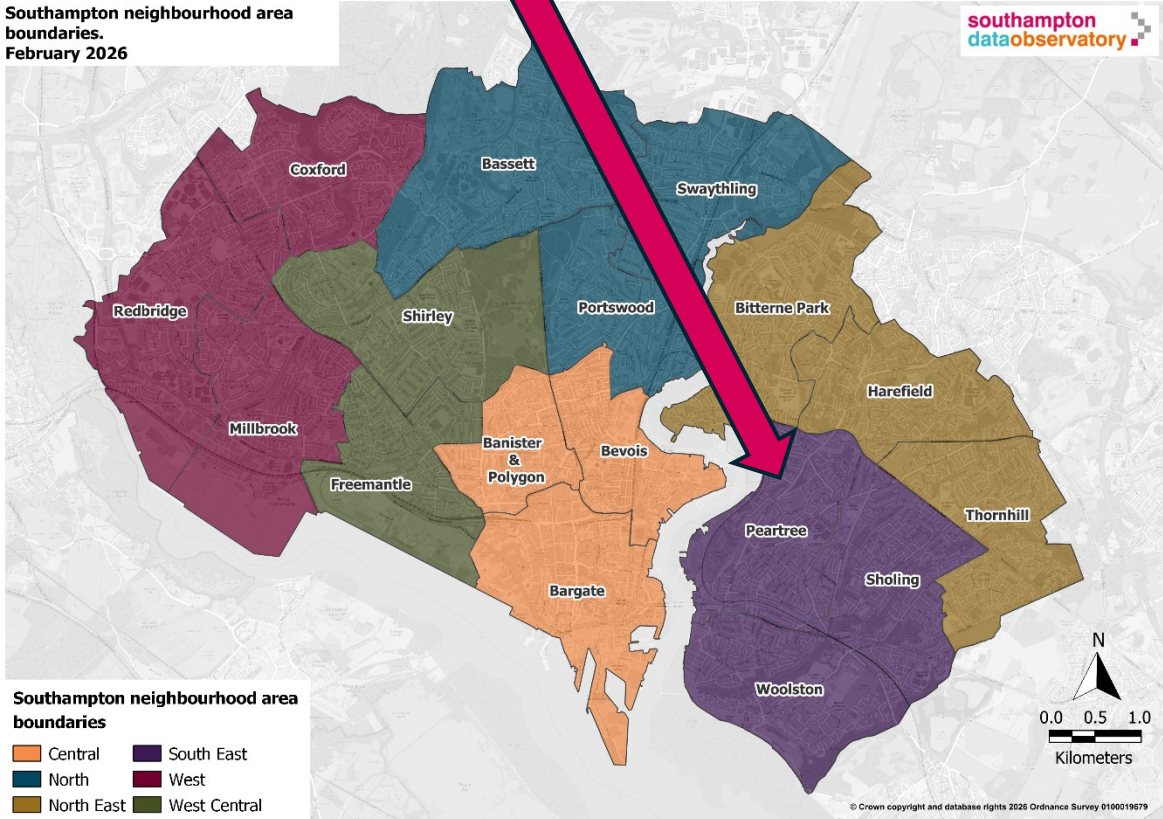 Southampton neighbourhood area
boundaries.
February 2026
southampton
dataobservatory
Coxford
Bassett
Swaythling
Redbridge
Shirley
Portswood
Bitterne Park
Harefield
Millbrook
Banister
&
Polygon
Bevois
Freemantle
Thornhill
Peartree
Sholing
Bargate
Woolston
N
0.0 0.5 1.0
Kilometers
Southampton neighbourhood area
boundaries
Central
North
North East
South East
West
West Central
© Crown copyright and database rights 2026 Ordnance Survey 0100019679